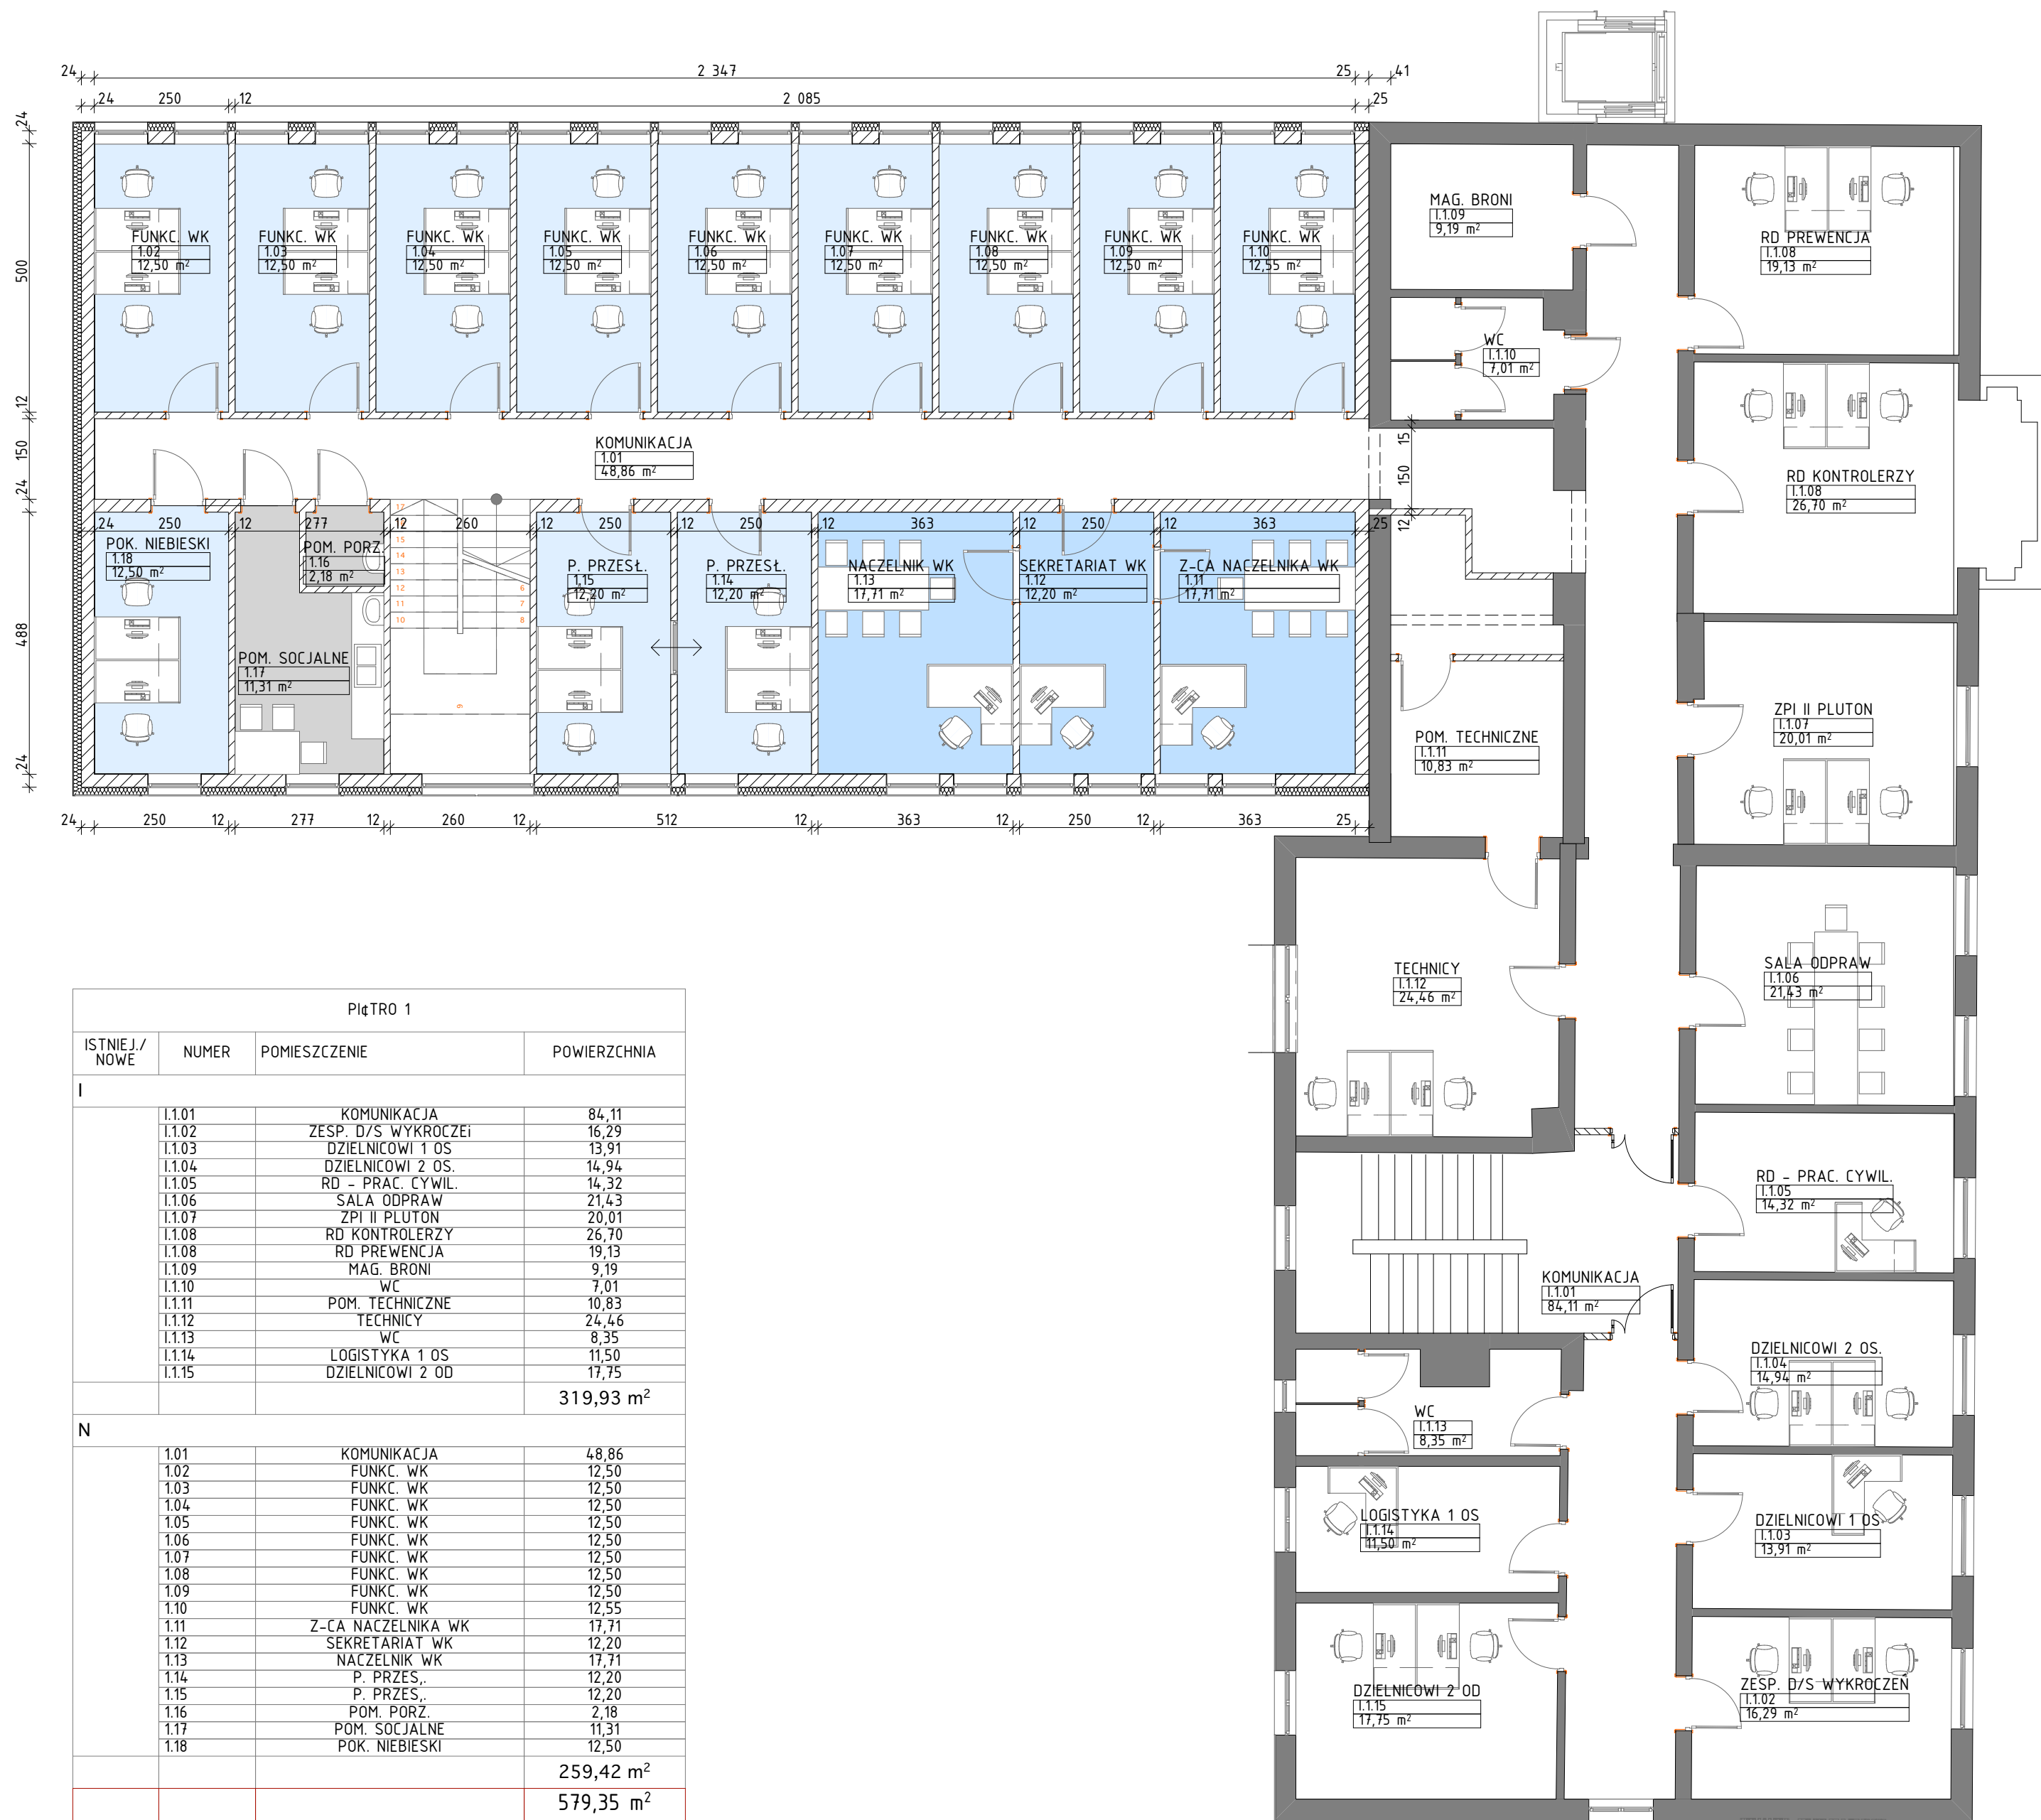 24 2 347 25 41
24 250 12 2 085 25
24
500
12
150
24
488
24
FUNKC. WK
1.02
12,50 m²
FUNKC. WK
1.03
12,50 m²
FUNKC. WK
1.04
12,50 m²
FUNKC. WK
1.05
12,50 m²
FUNKC. WK
1.06
12,50 m²
FUNKC. WK
1.07
12,50 m²
FUNKC. WK
1.08
12,50 m²
FUNKC. WK
1.09
12,50 m²
FUNKC. WK
1.10
12,55 m²
MAG. BRONI
I.1.09
9,19 m²
RD PREWENCJA
I.1.08
19,13 m²
WC
I.1.10
7,01 m²
KOMUNIKACJA
1.01
48,86 m²
15
150
12
RD KONTROLERZY
I.1.08
26,70 m²
24 250 12 277 12 260 12 250 12 250 12 363 12 250 12 363 25
POK. NIEBIESKI
1.18
12,50 m²
POM. PORZ.
1.16
2,18 m²
17
15
14
13
12
11
10
6
7
8
9
P. PRZESŁ.
1.15
12,20 m²
P. PRZESŁ.
1.14
12,20 m²
NACZELNIK WK
1.13
17,71 m²
SEKRETARIAT WK
1.12
12,20 m²
Z-CA NACZELNIKA WK
1.11
17,71 m²
POM. SOCJALNE
1.17
11,31 m²
ZPI II PLUTON
I.1.07
20,01 m²
POM. TECHNICZNE
I.1.11
10,83 m²
24 250 12 277 12 260 12 512 12 363 12 250 12 363 25
TECHNICY
I.1.12
24,46 m²
SALA ODPRAW
I.1.06
21,43 m²
RD - PRAC. CYWIL.
I.1.05
14,32 m²
KOMUNIKACJA
I.1.01
84,11 m²
DZIELNICOWI 2 OS.
I.1.04
14,94 m²
WC
I.1.13
8,35 m²
LOGISTYKA 1 OS
I.1.14
11,50 m²
DZIELNICOWI 1 OS
I.1.03
13,91 m²
DZIELNICOWI 2 OD
I.1.15
17,75 m²
ZESP. D/S WYKROCZEŃ
I.1.02
16,29 m²
PI¢TRO 1
ISTNIEJ./
NOWE NUMER POMIESZCZENIE POWIERZCHNIA
I
I.1.01 KOMUNIKACJA 84,11
I.1.02 ZESP. D/S WYKROCZEi 16,29
I.1.03 DZIELNICOWI 1 OS 13,91
I.1.04 DZIELNICOWI 2 OS. 14,94
I.1.05 RD - PRAC. CYWIL. 14,32
I.1.06 SALA ODPRAW 21,43
I.1.07 ZPI II PLUTON 20,01
I.1.08 RD KONTROLERZY 26,70
I.1.08 RD PREWENCJA 19,13
I.1.09 MAG. BRONI 9,19
I.1.10 WC 7,01
I.1.11 POM. TECHNICZNE 10,83
I.1.12 TECHNICY 24,46
I.1.13 WC 8,35
I.1.14 LOGISTYKA 1 OS 11,50
I.1.15 DZIELNICOWI 2 OD 17,75
319,93 m²
N
1.01 KOMUNIKACJA 48,86
1.02 FUNKC. WK 12,50
1.03 FUNKC. WK 12,50
1.04 FUNKC. WK 12,50
1.05 FUNKC. WK 12,50
1.06 FUNKC. WK 12,50
1.07 FUNKC. WK 12,50
1.08 FUNKC. WK 12,50
1.09 FUNKC. WK 12,50
1.10 FUNKC. WK 12,55
1.11 Z-CA NACZELNIKA WK 17,71
1.12 SEKRETARIAT WK 12,20
1.13 NACZELNIK WK 17,71
1.14 P. PRZES,. 12,20
1.15 P. PRZES,. 12,20
1.16 POM. PORZ. 2,18
1.17 POM. SOCJALNE 11,31
1.18 POK. NIEBIESKI 12,50
259,42 m²
579,35 m²